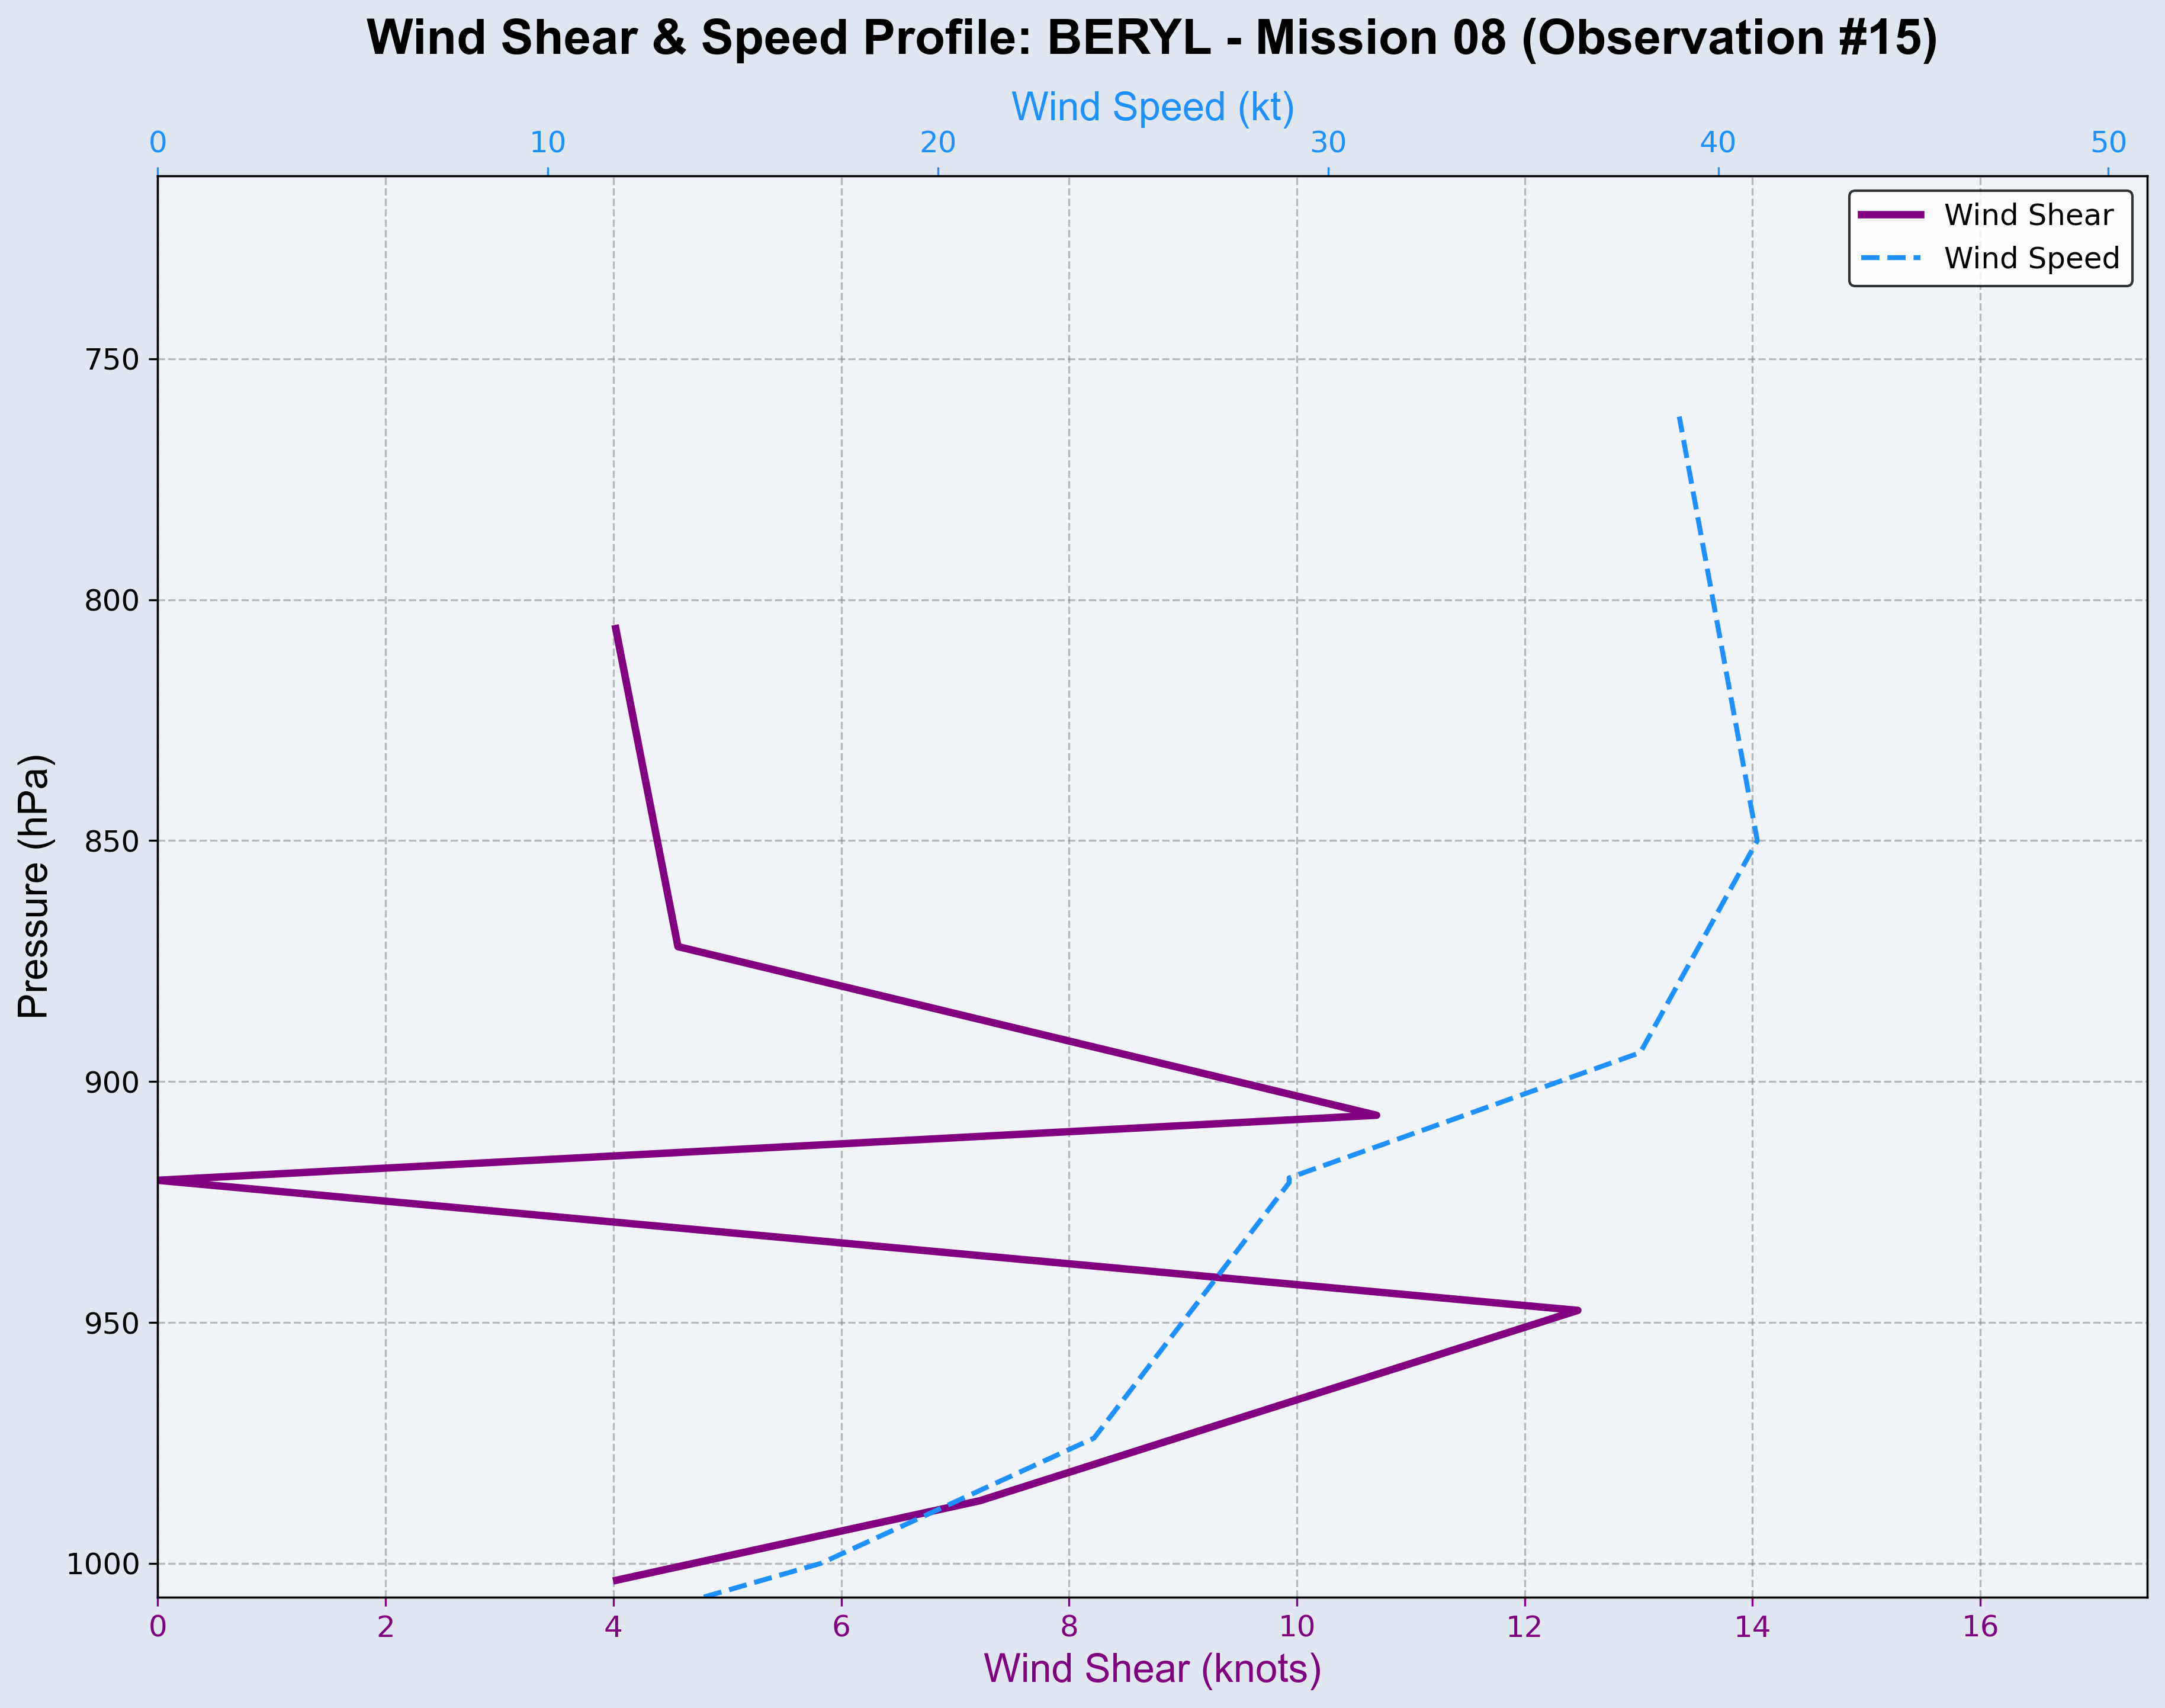 Wind Shear & Speed Profile: BERYL - Mission 08 (Observation #15)
Wind Speed (kt)
0 10 20 30 40 50
Wind Shear
Wind Speed
750
800
850
900
950
1000
Pressure (hPa)
0 2 4 6 8 10 12 14 16
Wind Shear (knots)